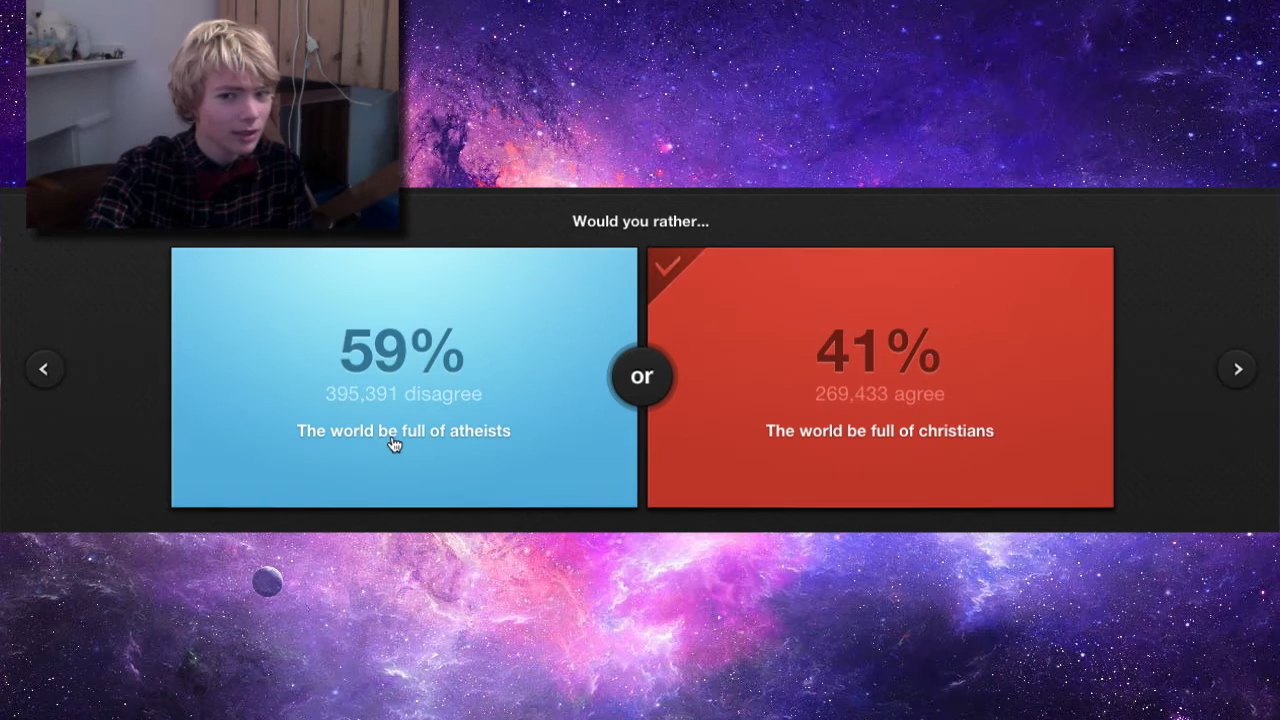 Would you rather...
59%
395,391 disagree
The world be full of atheists
or
41%
269,433 agree
The world be full of christians